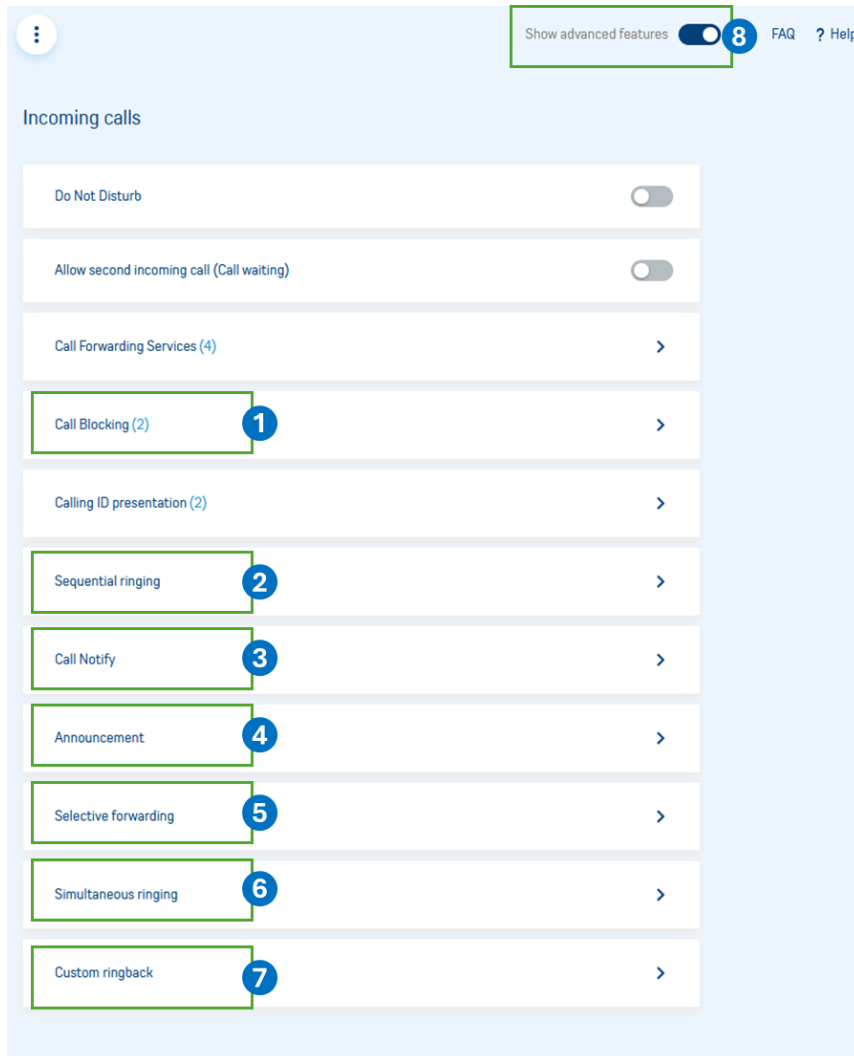 Show advanced features 8 FAQ ? Help
Incoming calls
Do Not Disturb
Allow second incoming call (Call waiting)
Call Forwarding Services (4)
Call Blocking (2) 1
Calling ID presentation (2)
Sequential ringing 2
Call Notify 3
Announcement 4
Selective forwarding 5
Simultaneous ringing 6
Custom ringback 7